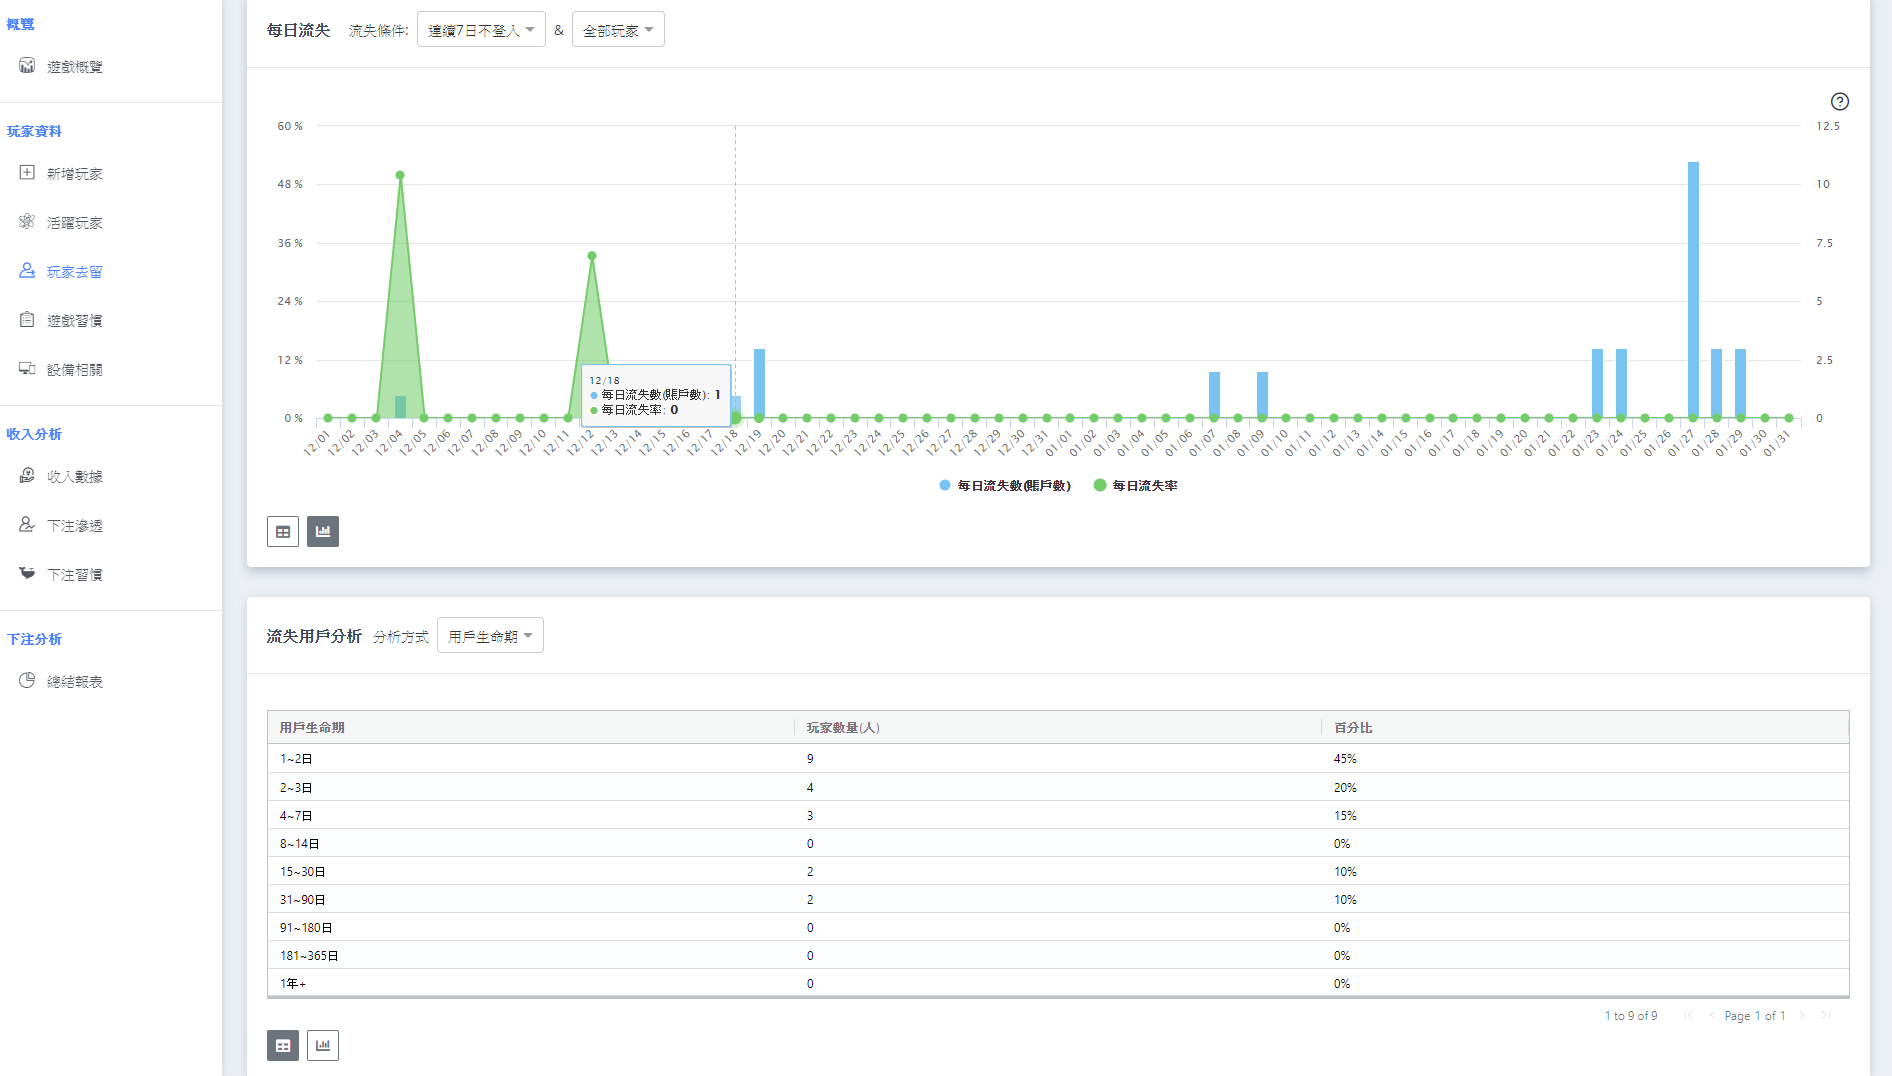 概覽
遊戲概覽
玩家資料
新增玩家
活躍玩家
玩家去留
遊戲習慣
設備相關
收入分析
收入數據
下注滲透
下注習慣
下注分析
總結報表
每日流失 流失條件: 連續7日不登入 & 全部玩家
60 % 12.5
48 % 10
36 % 7.5
24 % 5
12 % 2.5
0 % 0
12/18
每日流失數(賬戶數): 1
每日流失率: 0
12/01 12/02 12/03 12/04 12/05 12/06 12/07 12/08 12/09 12/10 12/11 12/12 12/13 12/14 12/15 12/16 12/17 12/18 12/19 12/20 12/21 12/22 12/23 12/24 12/25 12/26 12/27 12/28 12/29 12/30 12/31 01/01 01/02 01/03 01/04 01/05 01/06 01/07 01/08 01/09 01/10 01/11 01/12 01/13 01/14 01/15 01/16 01/17 01/18 01/19 01/20 01/21 01/22 01/23 01/24 01/25 01/26 01/27 01/28 01/29 01/30 01/31
每日流失數(賬戶數) 每日流失率
流失用戶分析 分析方式 用戶生命期
用戶生命期 玩家數量(人) 百分比
1~2日 9 45%
2~3日 4 20%
4~7日 3 15%
8~14日 0 0%
15~30日 2 10%
31~90日 2 10%
91~180日 0 0%
181~365日 0 0%
1年+ 0 0%
1 to 9 of 9 Page 1 of 1